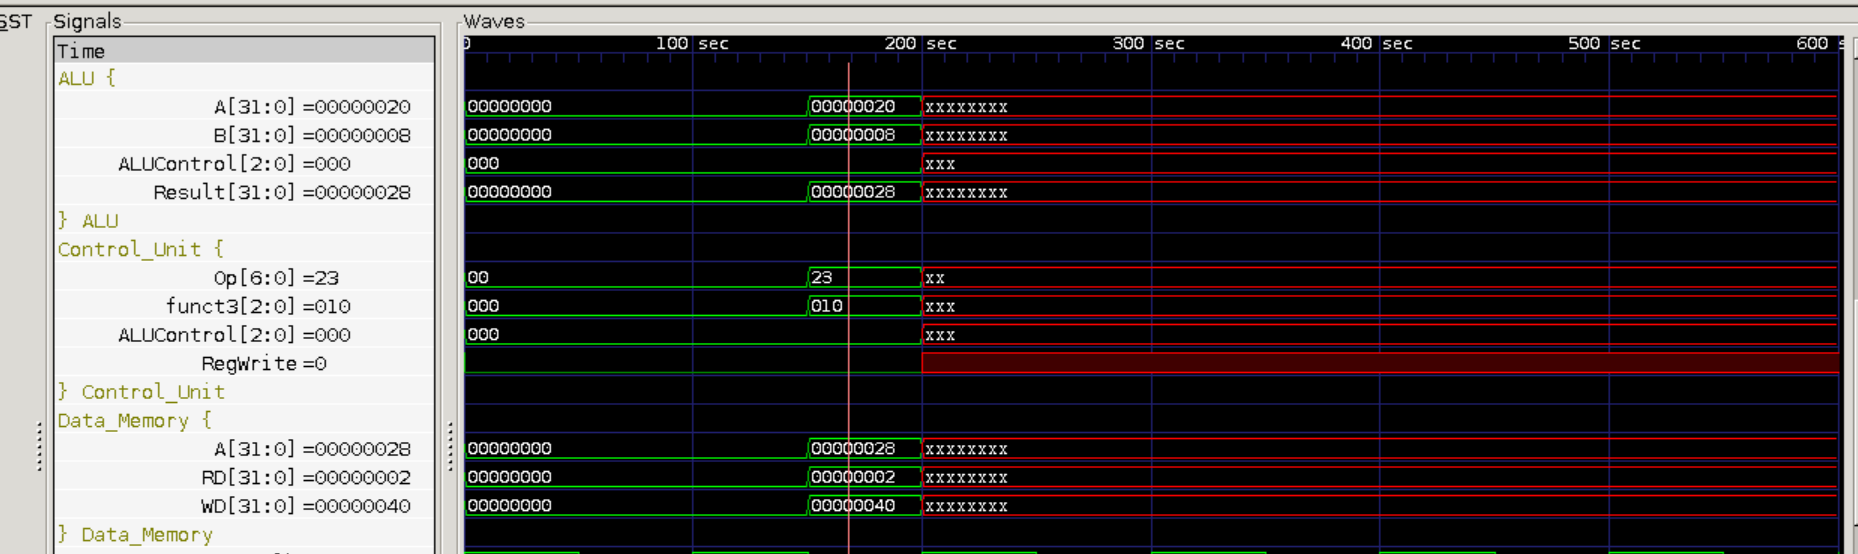 SST Signals Waves
Time 0 100 sec 200 sec 300 sec 400 sec 500 sec 600 s
ALU {
A[31:0] =00000020 00000000 00000020 xxxxxxxx
B[31:0] =00000008 00000000 00000008 xxxxxxxx
ALUControl[2:0] =000 000 xxx
Result[31:0] =00000028 00000000 00000028 xxxxxxxx
} ALU
Control_Unit {
Op[6:0] =23 00 23 xx
funct3[2:0] =010 000 010 xxx
ALUControl[2:0] =000 000 xxx
RegWrite =0
} Control_Unit
Data_Memory {
A[31:0] =00000028 00000000 00000028 xxxxxxxx
RD[31:0] =00000002 00000000 00000002 xxxxxxxx
WD[31:0] =00000040 00000000 00000040 xxxxxxxx
} Data_Memory